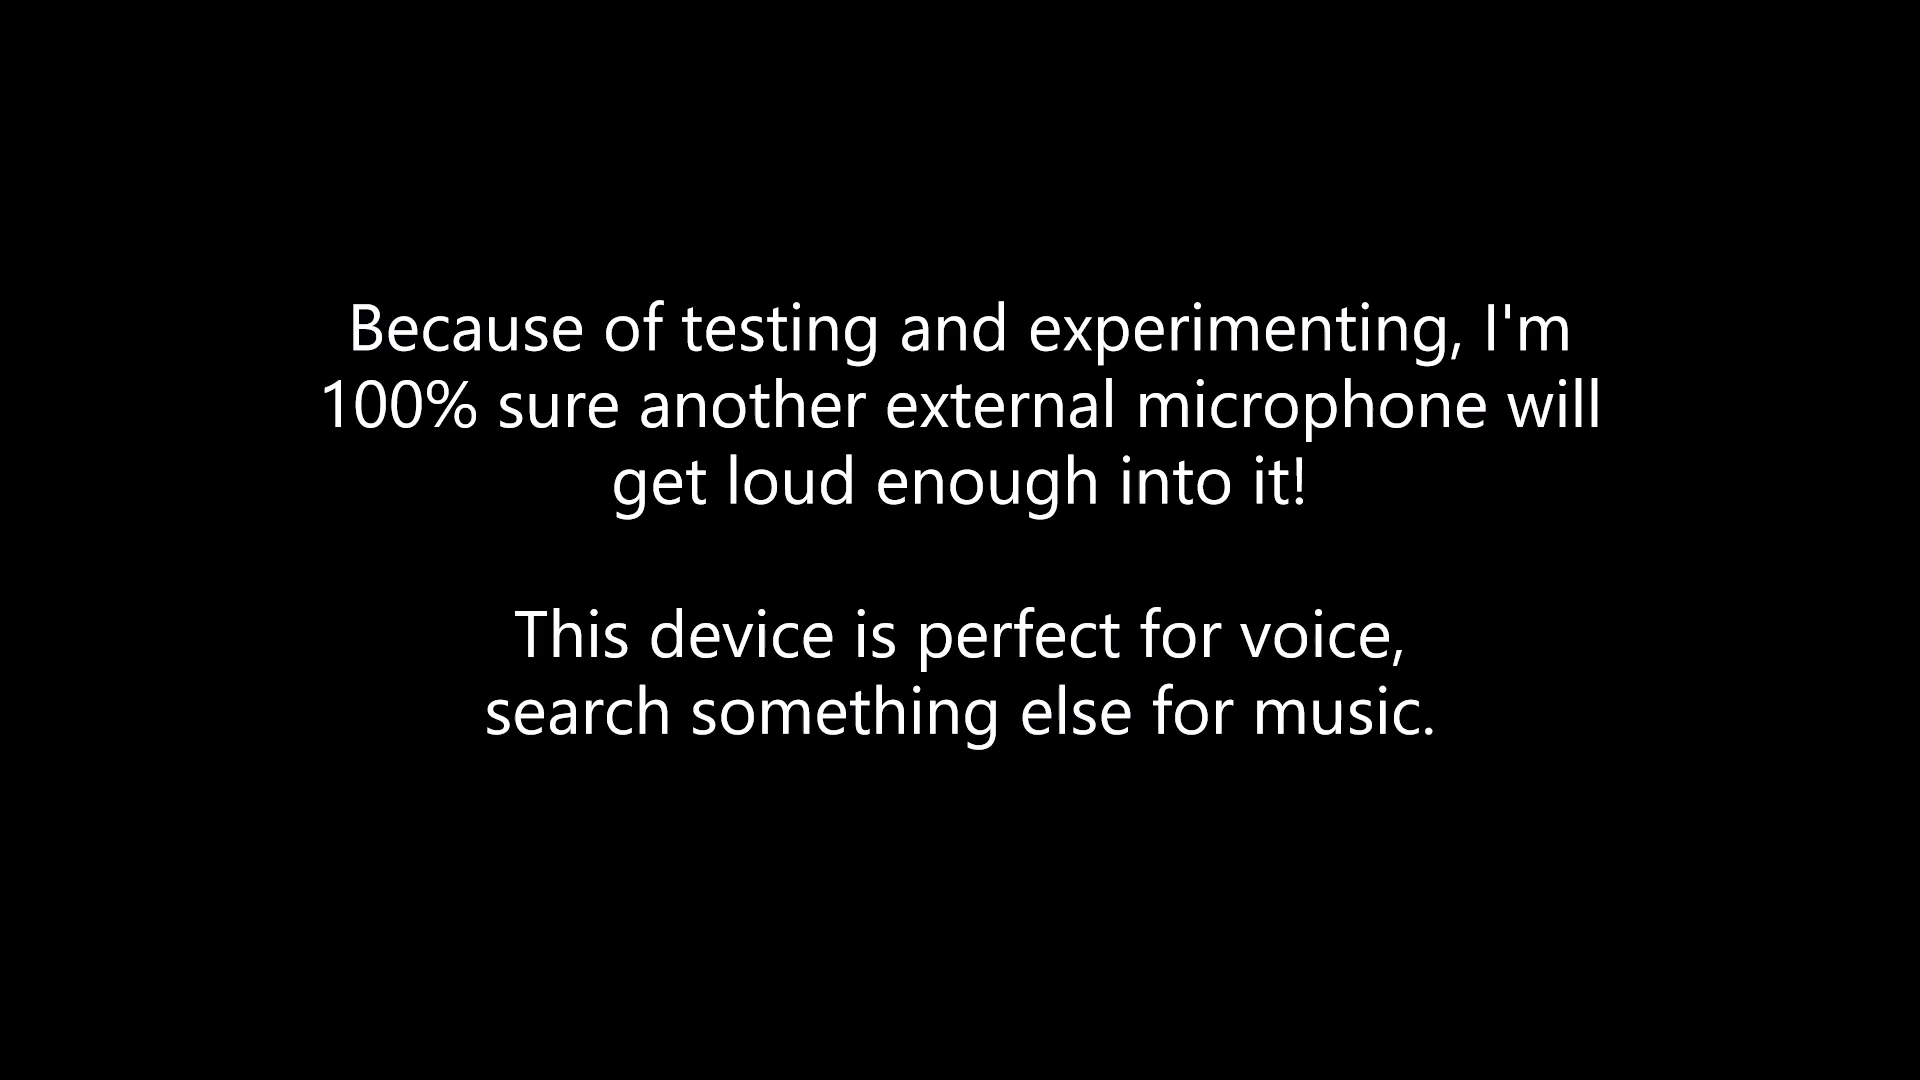 Because of testing and experimenting, I'm
100% sure another external microphone will
get loud enough into it!
This device is perfect for voice,
search something else for music.